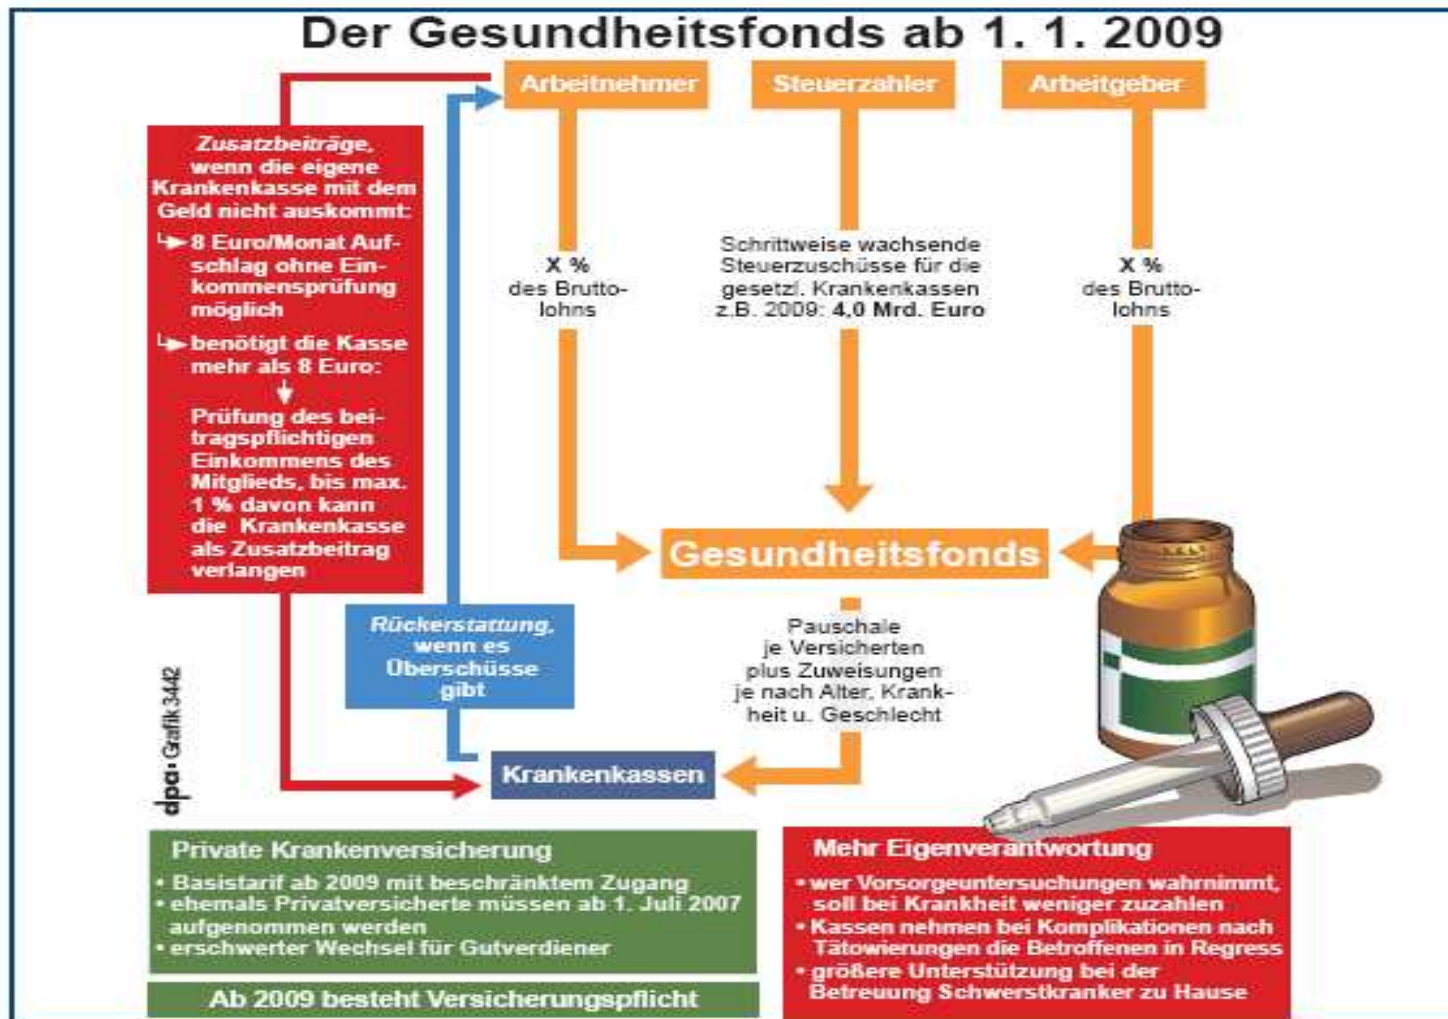 Der Gesundheitsfonds ab 1. 1. 2009
Arbeitnehmer
Steuerzahler
Arbeitgeber
Zusatzbeiträge,
wenn die eigene
Krankenkasse mit dem
Geld nicht auskommt:
8 Euro/Monat Auf-
schlag ohne Ein-
kommensprüfung
möglich
benötigt die Kasse
mehr als 8 Euro:
Prüfung des bei-
tragspflichtigen
Einkommens des
Mitglieds, bis max.
1 % davon kann
die Krankenkasse
als Zusatzbeitrag
verlangen
X %
des Brutto-
lohns
Schrittweise wachsende
Steuerzuschüsse für die
gesetzl. Krankenkassen
z.B. 2009: 4,0 Mrd. Euro
X %
des Brutto-
lohns
Gesundheitsfonds
Rückerstattung,
wenn es
Überschüsse
gibt
Pauschale
je Versicherten
plus Zuweisungen
je nach Alter, Krank-
heit u. Geschlecht
Krankenkassen
dpa • Grafik 3442
Private Krankenversicherung
• Basistarif ab 2009 mit beschränktem Zugang
• ehemals Privatversicherte müssen ab 1. Juli 2007
aufgenommen werden
• erschwerter Wechsel für Gutverdiener
Ab 2009 besteht Versicherungspflicht
Mehr Eigenverantwortung
• wer Vorsorgeuntersuchungen wahrnimmt,
soll bei Krankheit weniger zuzahlen
• Kassen nehmen bei Komplikationen nach
Tätowierungen die Betroffenen in Regress
• größere Unterstützung bei der
Betreuung Schwerstkranker zu Hause